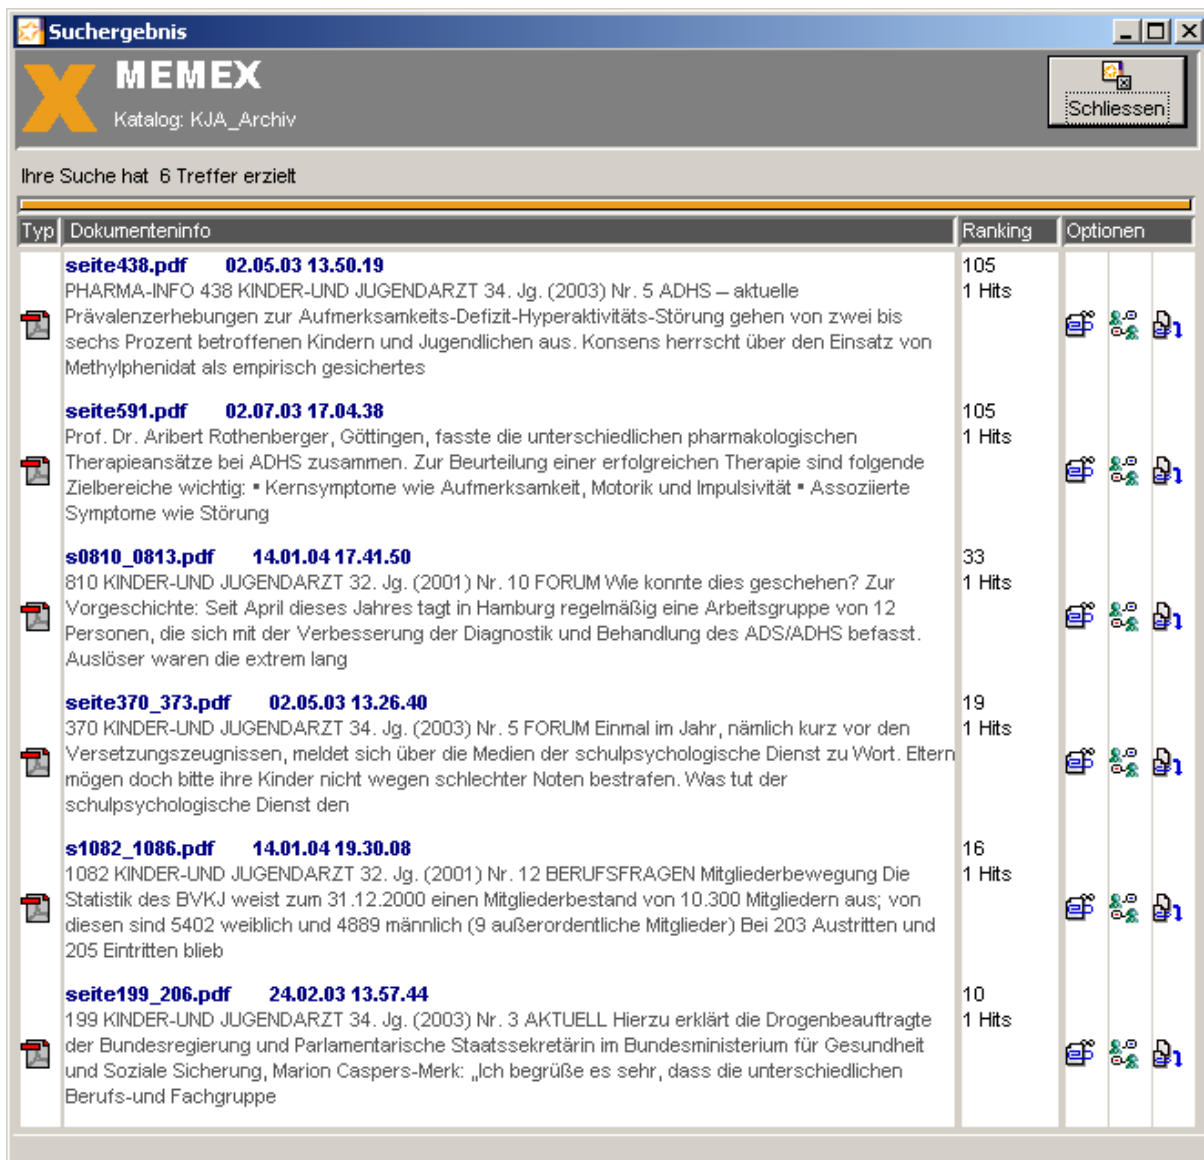 Suchergebnis
MEMEX
Katalog: KJA_Archiv
Schliessen
Ihre Suche hat 6 Treffer erzielt
Typ Dokumenteninfo Ranking Optionen
seite438.pdf 02.05.03 13.50.19 105
PHARMA-INFO 438 KINDER-UND JUGENDARZT 34. Jg. (2003) Nr. 5 ADHS – aktuelle 1 Hits
Prävalenzerhebungen zur Aufmerksamkeits-Defizit-Hyperaktivitäts-Störung gehen von zwei bis
sechs Prozent betroffenen Kindern und Jugendlichen aus. Konsens herrscht über den Einsatz von
Methylphenidat als empirisch gesichertes
seite591.pdf 02.07.03 17.04.38 105
Prof. Dr. Aribert Rothenberger, Göttingen, fasste die unterschiedlichen pharmakologischen 1 Hits
Therapieansätze bei ADHS zusammen. Zur Beurteilung einer erfolgreichen Therapie sind folgende
Zielbereiche wichtig: ▪ Kernsymptome wie Aufmerksamkeit, Motorik und Impulsivität ▪ Assoziierte
Symptome wie Störung
s0810_0813.pdf 14.01.04 17.41.50 33
810 KINDER-UND JUGENDARZT 32. Jg. (2001) Nr. 10 FORUM Wie konnte dies geschehen? Zur 1 Hits
Vorgeschichte: Seit April dieses Jahres tagt in Hamburg regelmäßig eine Arbeitsgruppe von 12
Personen, die sich mit der Verbesserung der Diagnostik und Behandlung des ADS/ADHS befasst.
Auslöser waren die extrem lang
seite370_373.pdf 02.05.03 13.26.40 19
370 KINDER-UND JUGENDARZT 34. Jg. (2003) Nr. 5 FORUM Einmal im Jahr, nämlich kurz vor den 1 Hits
Versetzungszeugnissen, meldet sich über die Medien der schulpsychologische Dienst zu Wort. Eltern
mögen doch bitte ihre Kinder nicht wegen schlechter Noten bestrafen. Was tut der
schulpsychologische Dienst den
s1082_1086.pdf 14.01.04 19.30.08 16
1082 KINDER-UND JUGENDARZT 32. Jg. (2001) Nr. 12 BERUFSFRAGEN Mitgliederbewegung Die 1 Hits
Statistik des BVKJ weist zum 31.12.2000 einen Mitgliederbestand von 10.300 Mitgliedern aus; von
diesen sind 5402 weiblich und 4889 männlich (9 außerordentliche Mitglieder) Bei 203 Austritten und
205 Eintritten blieb
seite199_206.pdf 24.02.03 13.57.44 10
199 KINDER-UND JUGENDARZT 34. Jg. (2003) Nr. 3 AKTUELL Hierzu erklärt die Drogenbeauftragte 1 Hits
der Bundesregierung und Parlamentarische Staatssekretärin im Bundesministerium für Gesundheit
und Soziale Sicherung, Marion Caspers-Merk: „Ich begrüße es sehr, dass die unterschiedlichen
Berufs-und Fachgruppe